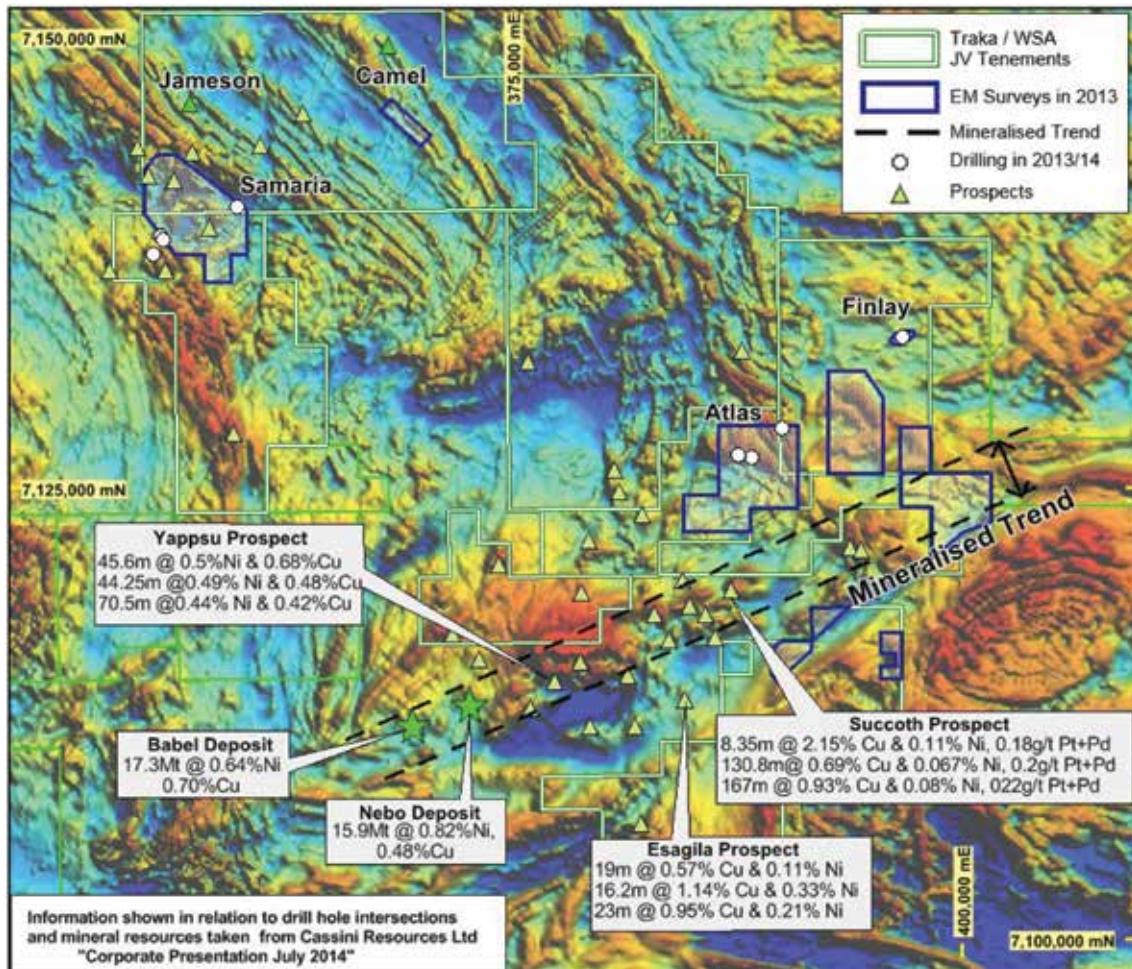 7,150,000 mN
Jameson
Camel
375,000 mE
Traka / WSA
JV Tenements
EM Surveys in 2013
Mineralised Trend
Drilling in 2013/14
Prospects
Samaria
Finlay
Atlas
7,125,000 mN
Mineralised Trend
Yappsu Prospect
45.6m @ 0.5%Ni & 0.68%Cu
44.25m @0.49% Ni & 0.48%Cu
70.5m @0.44% Ni & 0.42%Cu
Babel Deposit
17.3Mt @ 0.64%Ni
0.70%Cu
Nebo Deposit
15.9Mt @ 0.82%Ni,
0.48%Cu
Succoth Prospect
8.35m @ 2.15% Cu & 0.11% Ni, 0.18g/t Pt+Pd
130.8m@ 0.69% Cu & 0.067% Ni, 0.2g/t Pt+Pd
167m @ 0.93% Cu & 0.08% Ni, 022g/t Pt+Pd
Esagila Prospect
19m @ 0.57% Cu & 0.11% Ni
16.2m @ 1.14% Cu & 0.33% Ni
23m @ 0.95% Cu & 0.21% Ni
400,000 mE
7,100,000 mN
Information shown in relation to drill hole intersections
and mineral resources taken from Cassini Resources Ltd
"Corporate Presentation July 2014"